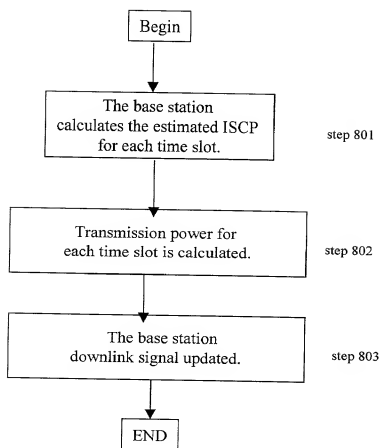 Begin
The base station
calculates the estimated ISCP
for each time slot.
step 801
Transmission power for
each time slot is calculated.
step 802
The base station
downlink signal updated.
step 803
END